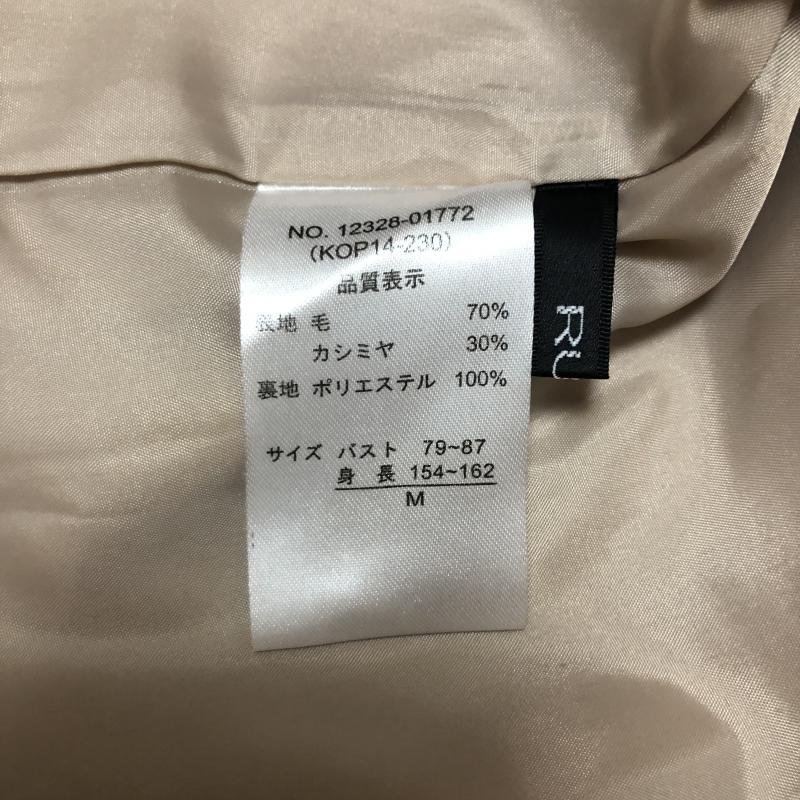 NO. 12328-01772
(KOP14-230)
品質表示
表地 毛 70%
カシミヤ 30%
裏地 ポリエステル 100%
サイズ バスト 79~87
身 長 154~162
M
RU